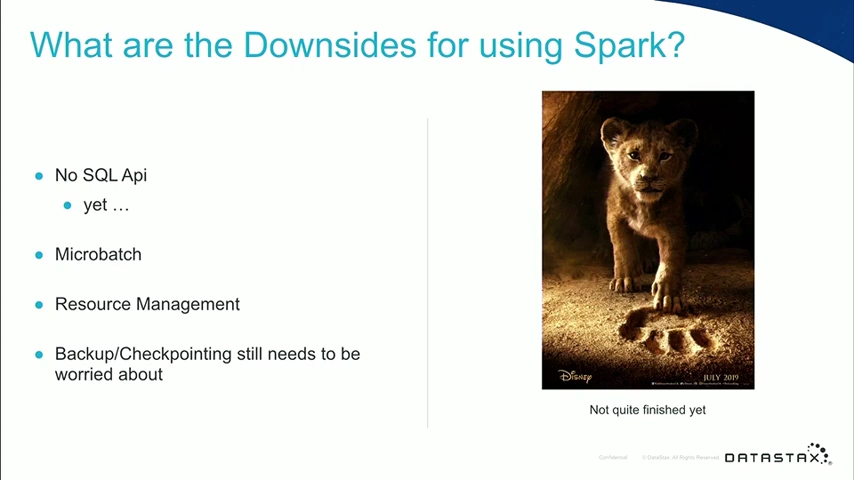 What are the Downsides for using Spark?
No SQL Api
yet …
Microbatch
Resource Management
Backup/Checkpointing still needs to be
worried about
Disney
JULY 2019
Not quite finished yet
Confidential
© DataStax. All Rights Reserved.
DATASTAX